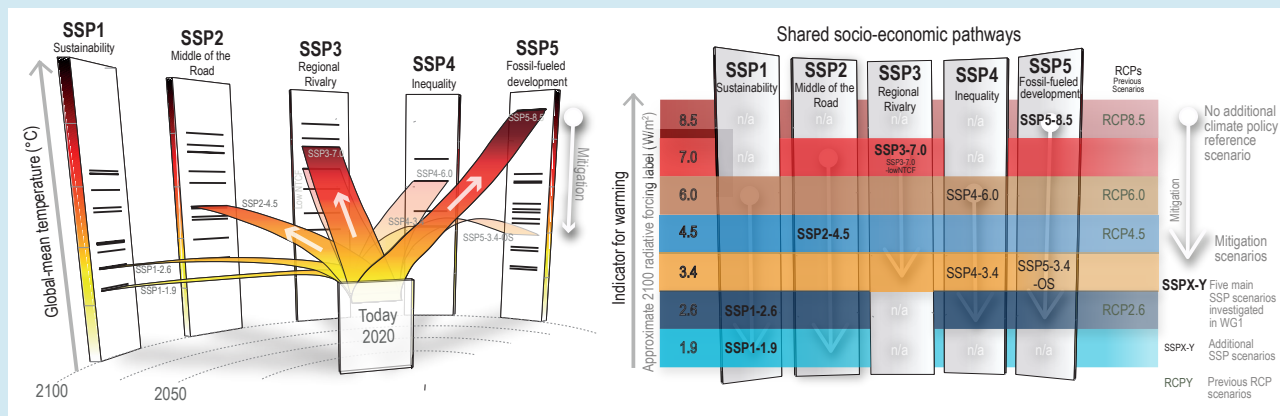 SSP1
Sustainability
SSP2
Middle of the
Road
SSP3
Regional
Rivalry
SSP4
Inequality
SSP5
Fossil-fueled
development
Global-mean temperature (°C)
SSP5-8.5
SSP3-7.0
LowNTCF
SSP4-6.0
SSP2-4.5
SSP4-3
SSP5-3.4-OS
SSP1-2.6
SSP1-1.9
Mitigation
Today
2020
2100
2050
Shared socio-economic pathways
Indicator for warming
Approximate 2100 radiative forcing label (W/m²)
SSP1
Sustainability
SSP2
Middle of the
Road
SSP3
Regional
Rivalry
SSP4
Inequality
SSP5
Fossil-fueled
development
RCPs
Previous
Scenarios
8.5 n/a n/a n/a n/a SSP5-8.5 RCP8.5
7.0 n/a SSP3-7.0
SSP3-7.0
-lowNTCF
6.0 SSP4-6.0 RCP6.0
4.5 SSP2-4.5 RCP4.5
3.4 SSP4-3.4 SSP5-3.4
-OS
2.6 SSP1-2.6 n/a RCP2.6
1.9 SSP1-1.9 n/a n/a n/a
No additional
climate policy
reference
scenario
Mitigation
Mitigation
scenarios
SSPX-Y Five main
SSP scenarios
investigated
in WG1
SSPX-Y Additional
SSP scenarios
RCPY Previous RCP
scenarios